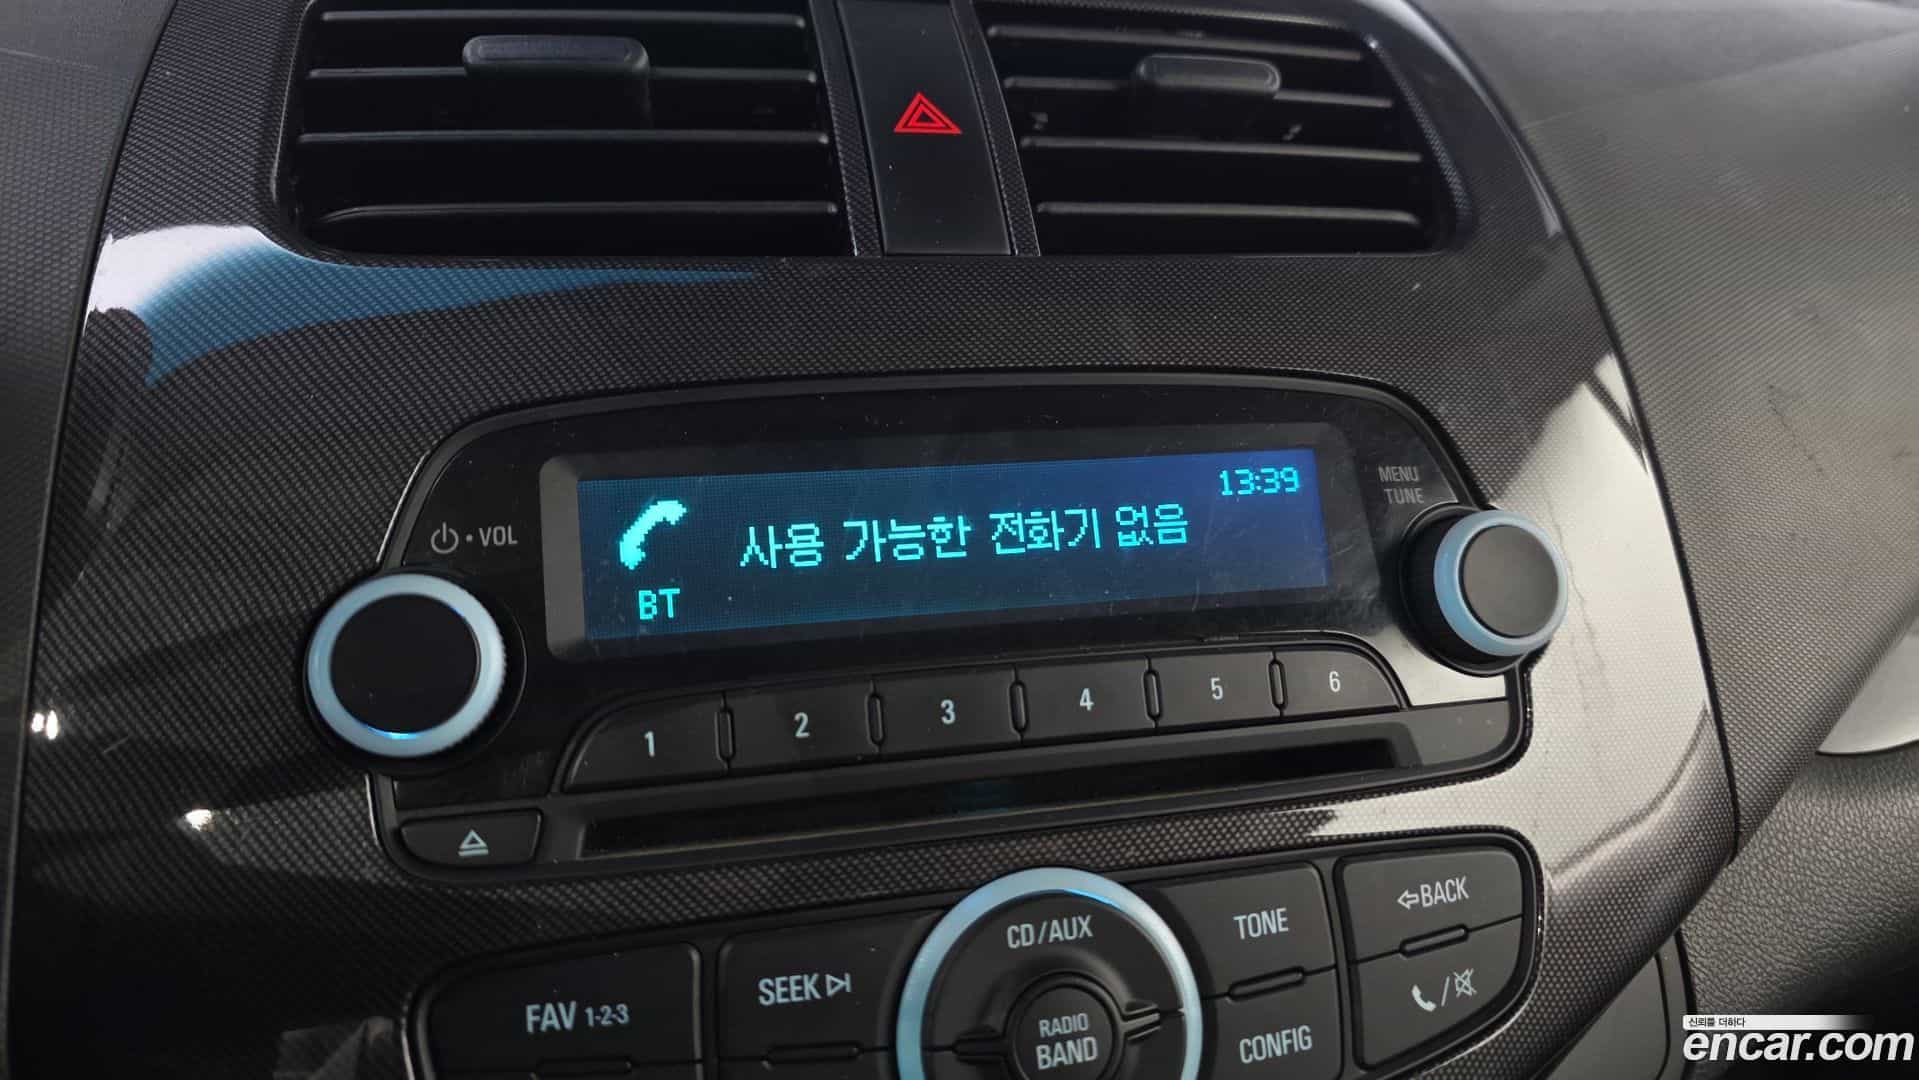 13:39
사용 가능한 전화기 없음
BT
VOL
MENU
TUNE
1 2 3 4 5 6
CD/AUX
TONE
BACK
SEEK
FAV 1-2-3
RADIO
BAND
CONFIG
신뢰를 더하다
encar.com